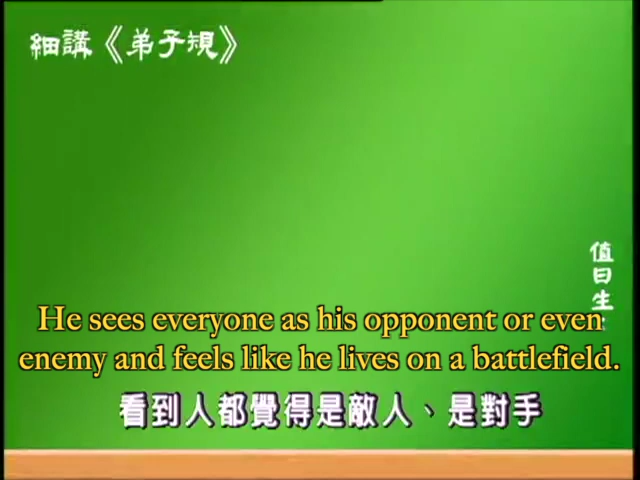 細講《弟子規》
值日生：
He sees everyone as his opponent or even
enemy and feels like he lives on a battlefield.
看到人都覺得是敵人、是對手